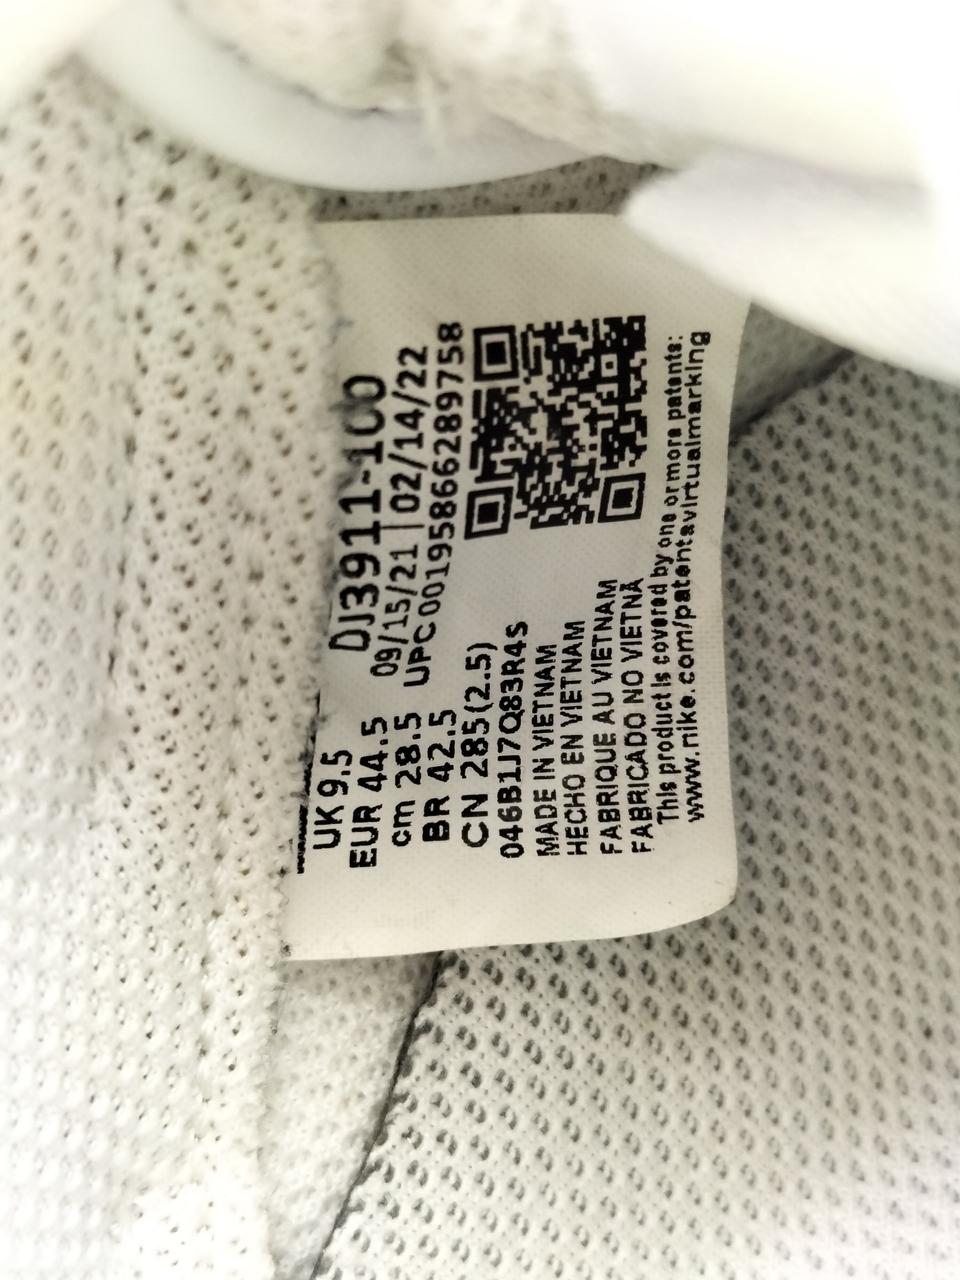 UK 9.5
EUR 44.5
cm 28.5
BR 42.5
CN 285(2.5)
DJ3911-100
09/15/21 | 02/14/22
UPC 00195866289758
046B1J7Q83R4S
MADE IN VIETNAM
HECHO EN VIETNAM
FABRIQUE AU VIETNAM
FABRICADO NO VIETNÃ
This product is covered by one or more patents:
www.nike.com/patentsvirtualmarking